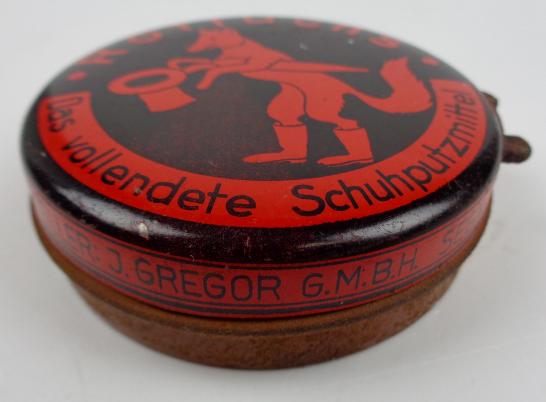 Das vollendete Schuhputzmittel
J. GREGOR G.M.B.H.